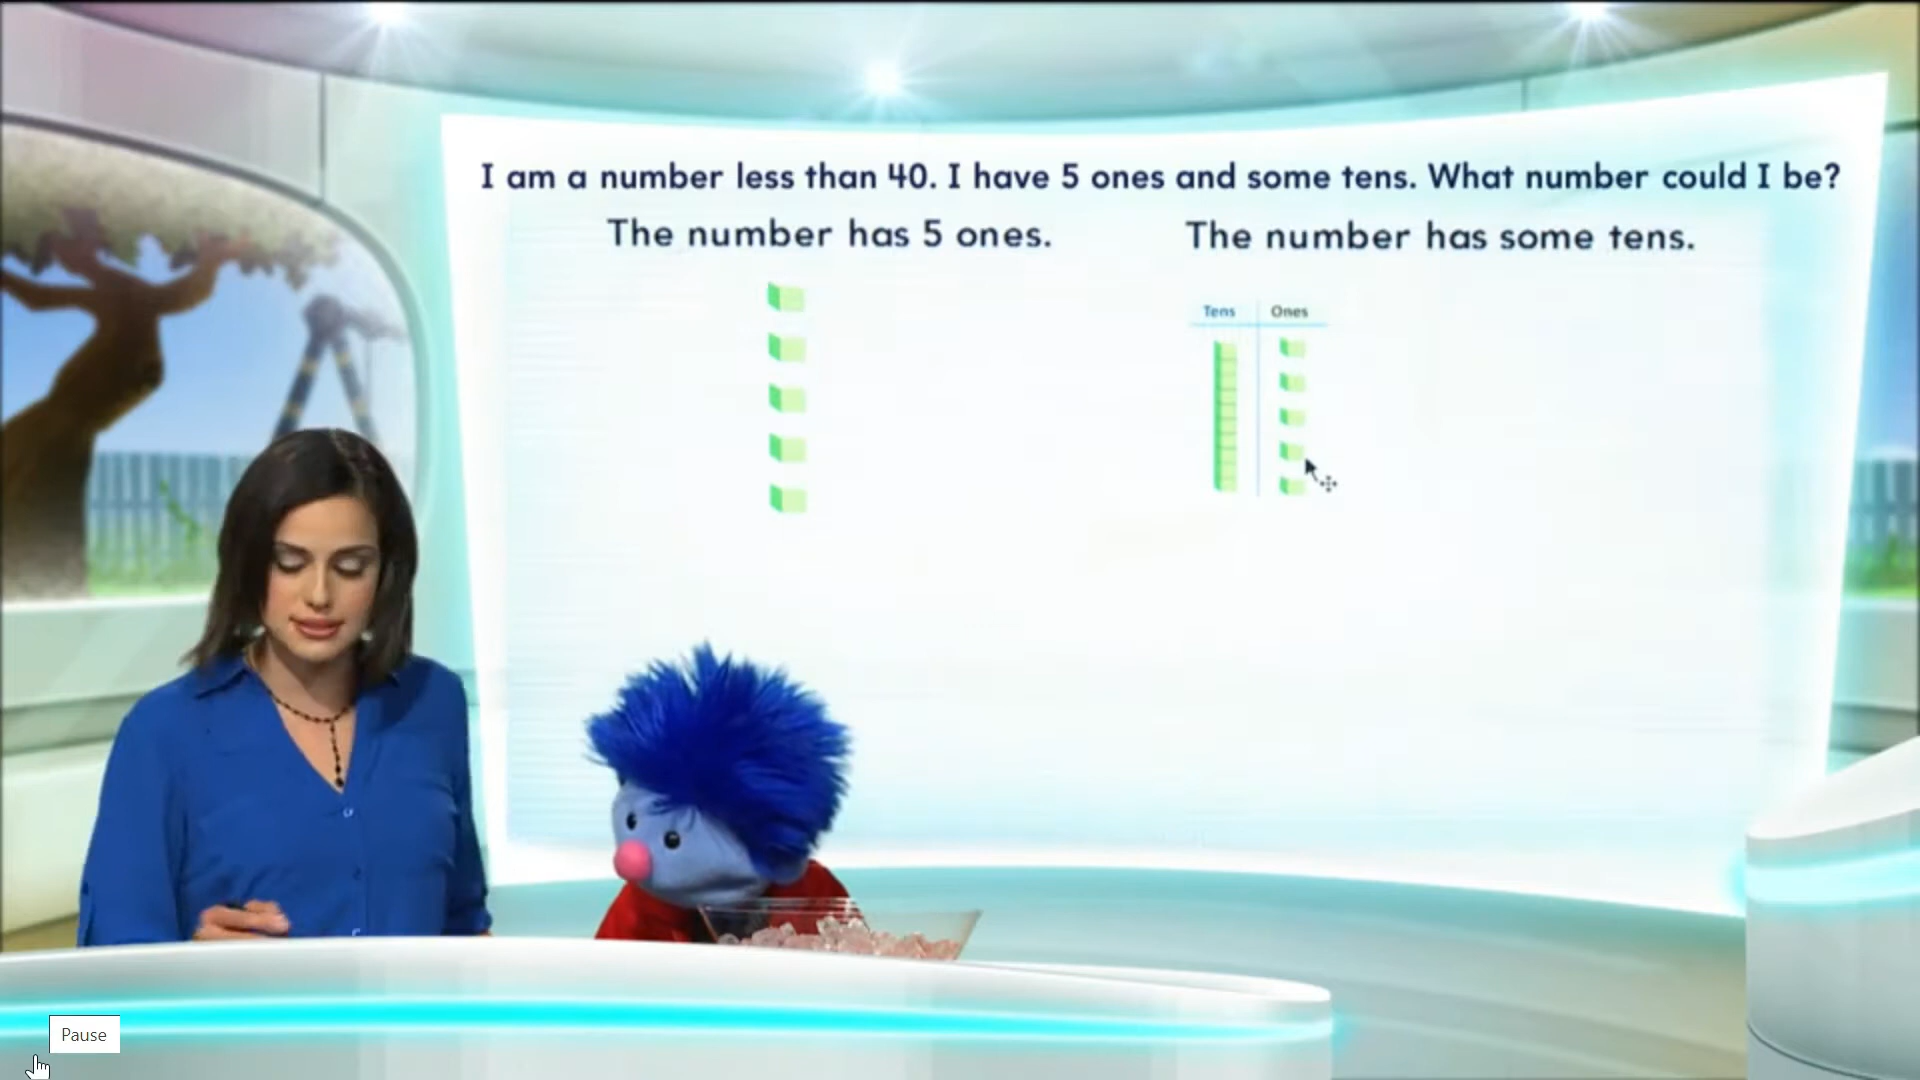 I am a number less than 40. I have 5 ones and some tens. What number could I be?
The number has 5 ones.
The number has some tens.
Tens
Ones
Pause